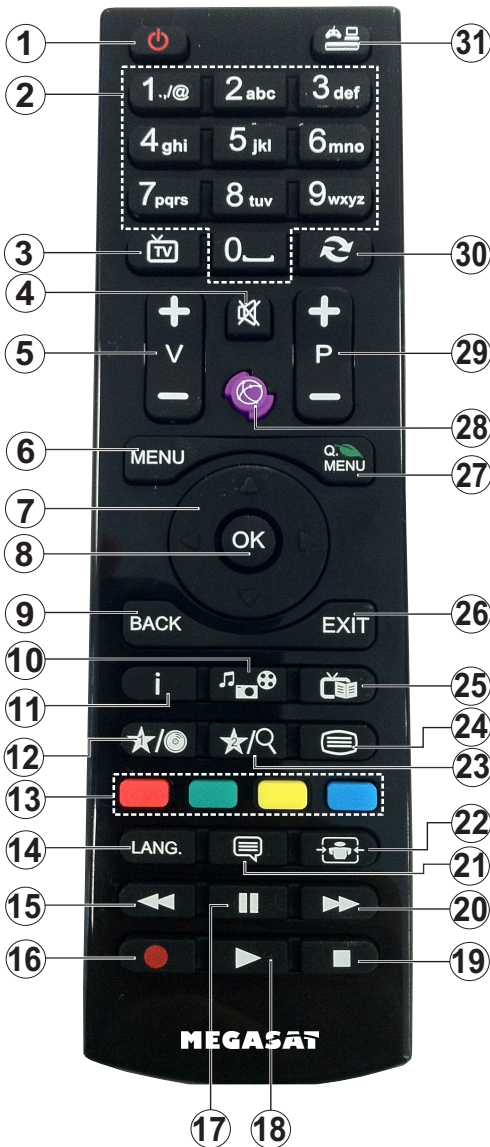 1 31
1.,/@ 2abc 3def
2
4ghi 5jkl 6mno
7pqrs 8tuv 9wxyz
3 TV 0 30
4
+ +
5 V P 29
− −
28
6 MENU Q. MENU 27
7
8 OK
9 BACK EXIT 26
10
11 i 25
12 1/ 2/ 24
23
13
14 LANG. 22
21
15 20
16 19
MEGASAT
17 18